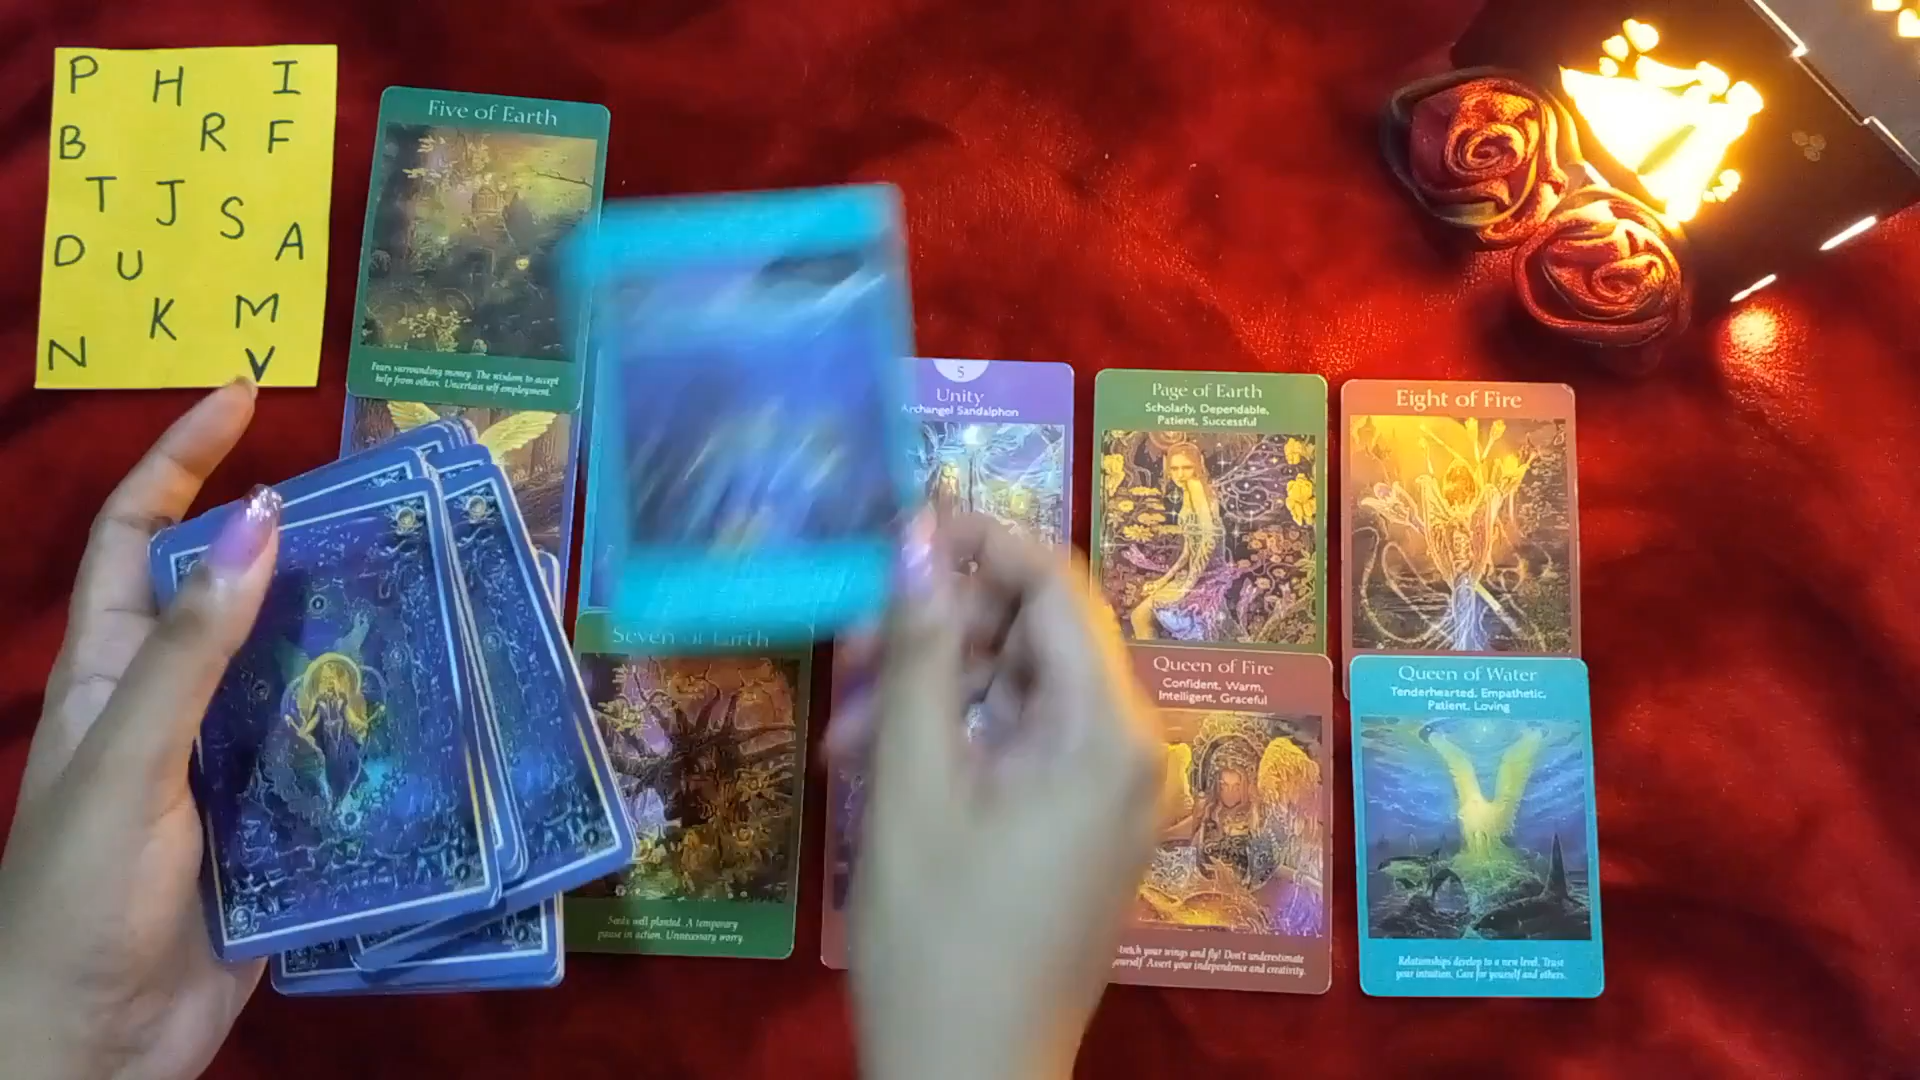 P H I
B R F
T J S A
D U
K M
N V
Five of Earth
Fears surrounding money. The wisdom to accept
help from others. Uncertain self employment.
5
Unity
Archangel Sandalphon
Page of Earth
Scholarly, Dependable,
Patient, Successful
Eight of Fire
Seven of Earth
Seeds well planted. A temporary
pause in action. Unnecessary worry.
Queen of Fire
Confident, Warm,
Intelligent, Graceful
your wings and fly! Don't underestimate
yourself. Assert your independence and creativity.
Queen of Water
Tenderhearted, Empathetic,
Patient, Loving
Relationships develop to a new level. Trust
your intuition. Care for yourself and others.